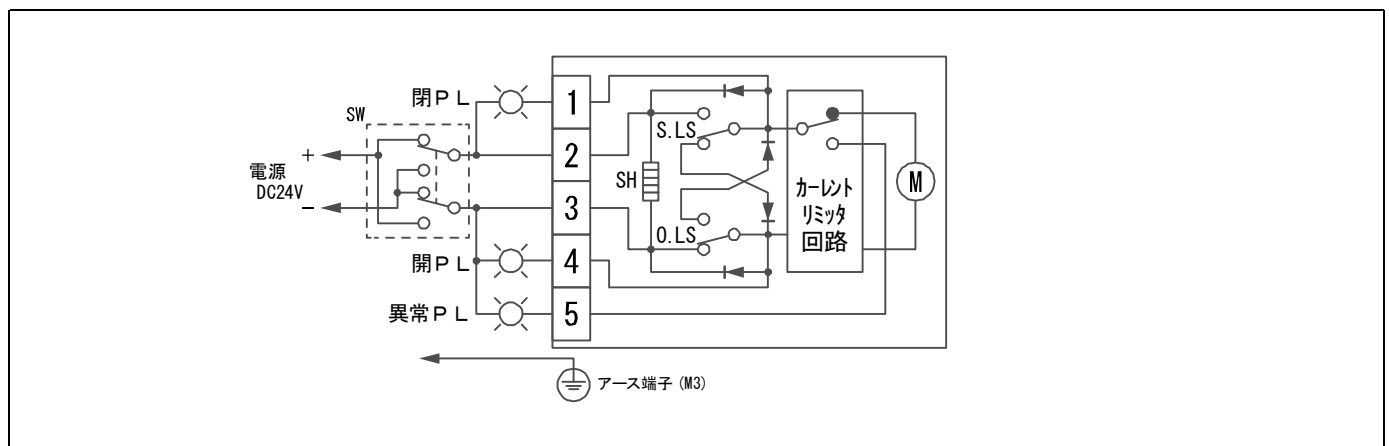 閉ＰＬ
SW
+
電源
DC24V
−
開ＰＬ
異常ＰＬ
1
2
3
4
5
S.LS
SH
O.LS
カーレント
リミッタ
回路
M
アース端子 (M3)